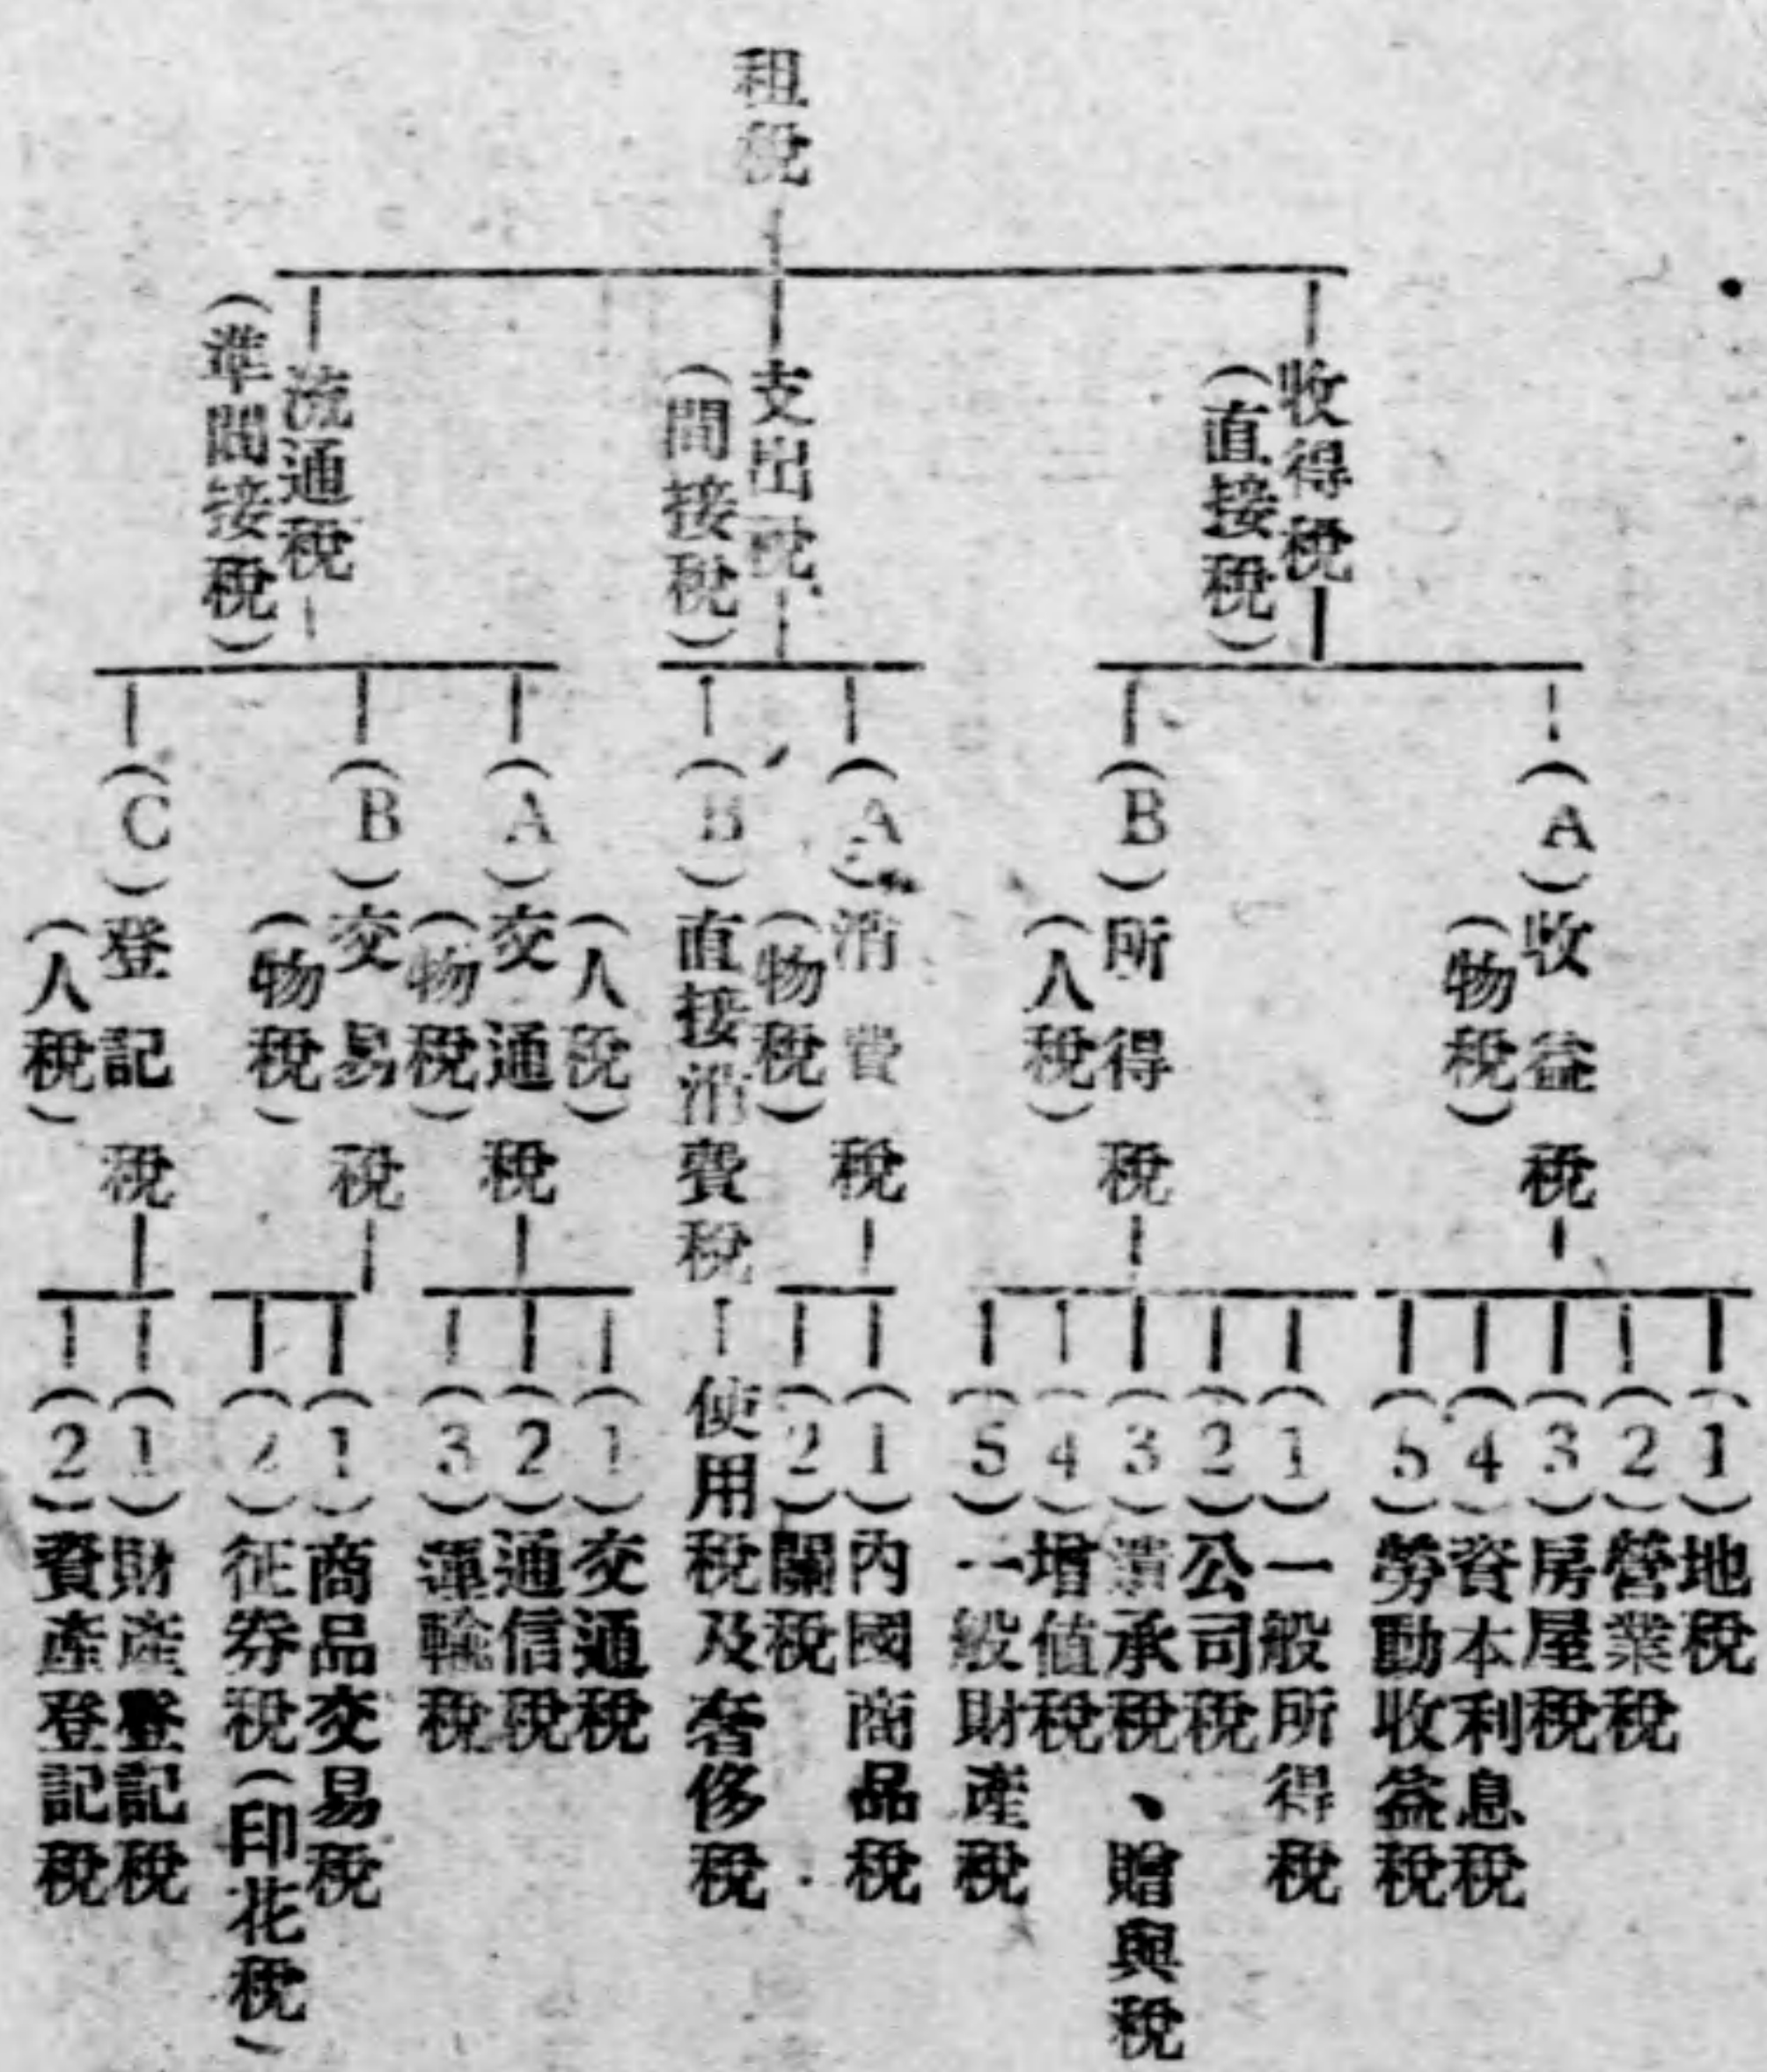 租稅
收得稅
(直接稅)
支出稅
(間接稅)
流通稅
(準間接稅)
(A)收益稅
(物稅)
(B)所得稅
(人稅)
(A)消費稅
(物稅)
(B)直接消費稅
(人稅)
(A)交通稅
(物稅)
(B)交易稅
(物稅)
(C)登記稅
(人稅)
(1)地稅
(2)營業稅
(3)房屋稅
(4)資本利息稅
(5)勞動收益稅
(1)一般所得稅
(2)公司稅
(3)承稅、贈與稅
(4)增值稅
(5)一般財產稅
(1)內國商品稅
(2)關稅
使用稅及奢侈稅
(1)交通稅
(2)通信稅
(3)運輸稅
(1)商品交易稅
(2)征券稅(印花稅)
(1)財產登記稅
(2)資產登記稅